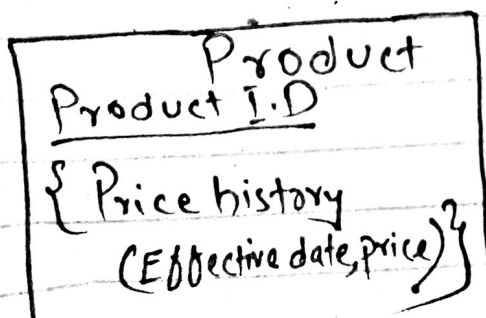 Product
Product I.D
{ Price history
(Effective date, price)}